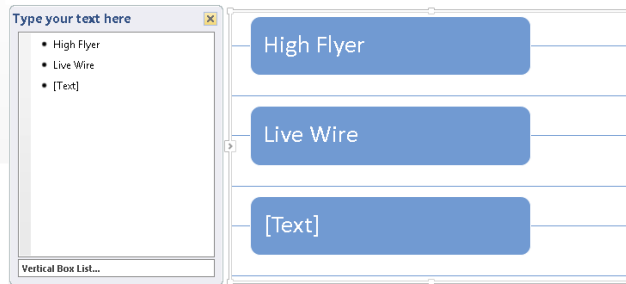 Type your text here
High Flyer
Live Wire
[Text]
Vertical Box List...
High Flyer
Live Wire
[Text]